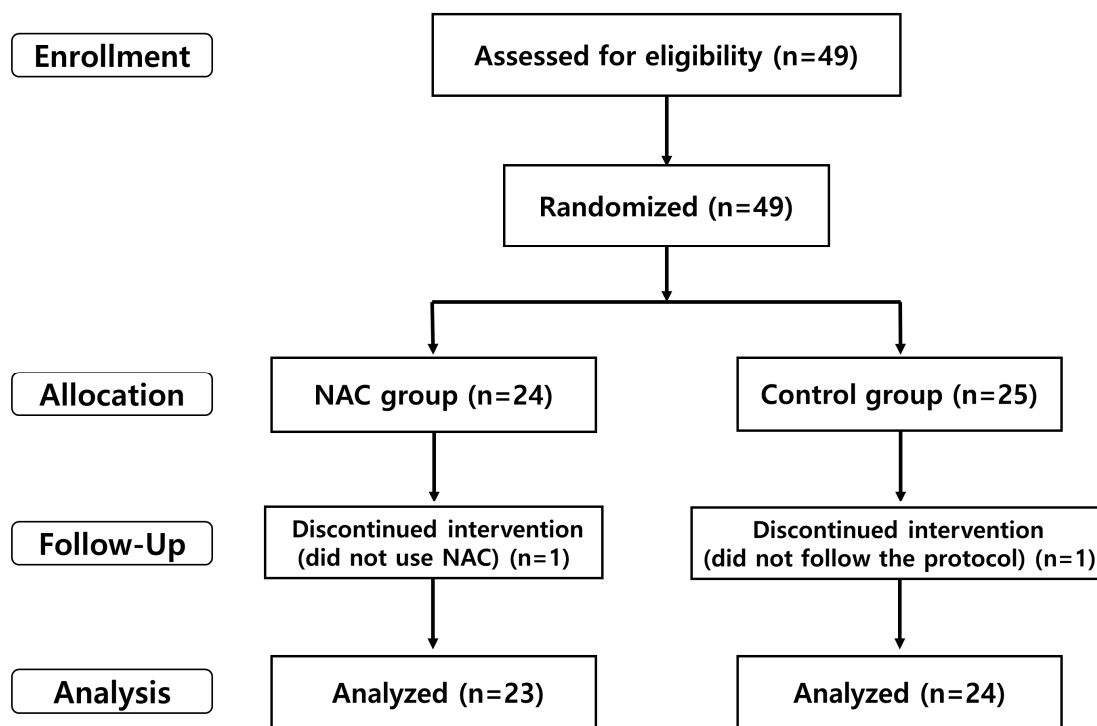 Enrollment
Assessed for eligibility (n=49)
Randomized (n=49)
Allocation
NAC group (n=24)
Control group (n=25)
Follow-Up
Discontinued intervention
(did not use NAC) (n=1)
Discontinued intervention
(did not follow the protocol) (n=1)
Analysis
Analyzed (n=23)
Analyzed (n=24)